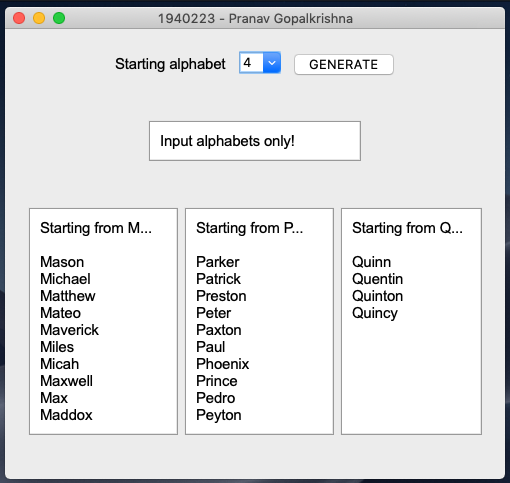 1940223 - Pranav Gopalkrishna
Starting alphabet 4 GENERATE
Input alphabets only!
Starting from M...
Mason
Michael
Matthew
Mateo
Maverick
Miles
Micah
Maxwell
Max
Maddox
Starting from P...
Parker
Patrick
Preston
Peter
Paxton
Paul
Phoenix
Prince
Pedro
Peyton
Starting from Q...
Quinn
Quentin
Quinton
Quincy